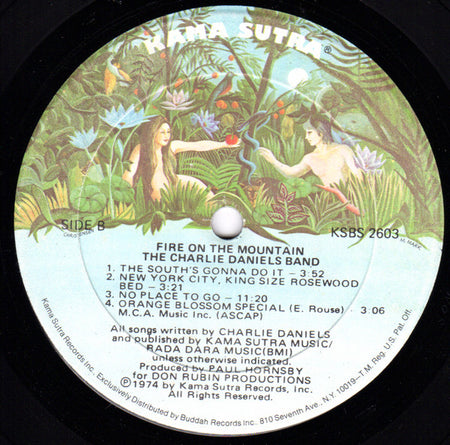 KAMA SUTRA®
SIDE B
KSBS 2603
M. MARK
FIRE ON THE MOUNTAIN
THE CHARLIE DANIELS BAND
1. THE SOUTH'S GONNA DO IT – 3:52
2. NEW YORK CITY, KING SIZE ROSEWOOD
BED – 3:21
3. NO PLACE TO GO – 11:20
4. ORANGE BLOSSOM SPECIAL (E. Rouse) – 3:06
M.C.A. Music Inc. (ASCAP)
All songs written by CHARLIE DANIELS
and published by KAMA SUTRA MUSIC/
RADA DARA MUSIC(BMI)
unless otherwise indicated.
Produced by PAUL HORNSBY
for DON RUBIN PRODUCTIONS
℗1974 by Kama Sutra Records, Inc.
All Rights Reserved.
Kama Sutra Records Inc., Exclusively Distributed by Buddah Records Inc. 810 Seventh Ave., N.Y. 10019–T.M. Reg. U.S. Pat. Off.